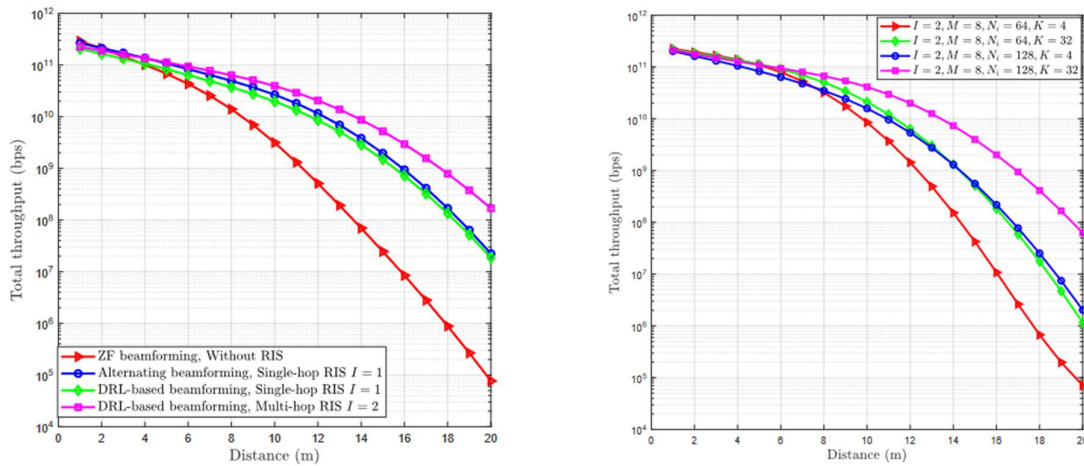 10^12
10^11
10^10
10^9
10^8
10^7
10^6
10^5
10^4
Total throughput (bps)
ZF beamforming, Without RIS
Alternating beamforming, Single-hop RIS I = 1
DRL-based beamforming, Single-hop RIS I = 1
DRL-based beamforming, Multi-hop RIS I = 2
0 2 4 6 8 10 12 14 16 18 20
Distance (m)
10^12
10^11
10^10
10^9
10^8
10^7
10^6
10^5
10^4
Total throughput (bps)
I = 2, M = 8, N_i = 64, K = 4
I = 2, M = 8, N_i = 64, K = 32
I = 2, M = 8, N_i = 128, K = 4
I = 2, M = 8, N_i = 128, K = 32
0 2 4 6 8 10 12 14 16 18 20
Distance (m)